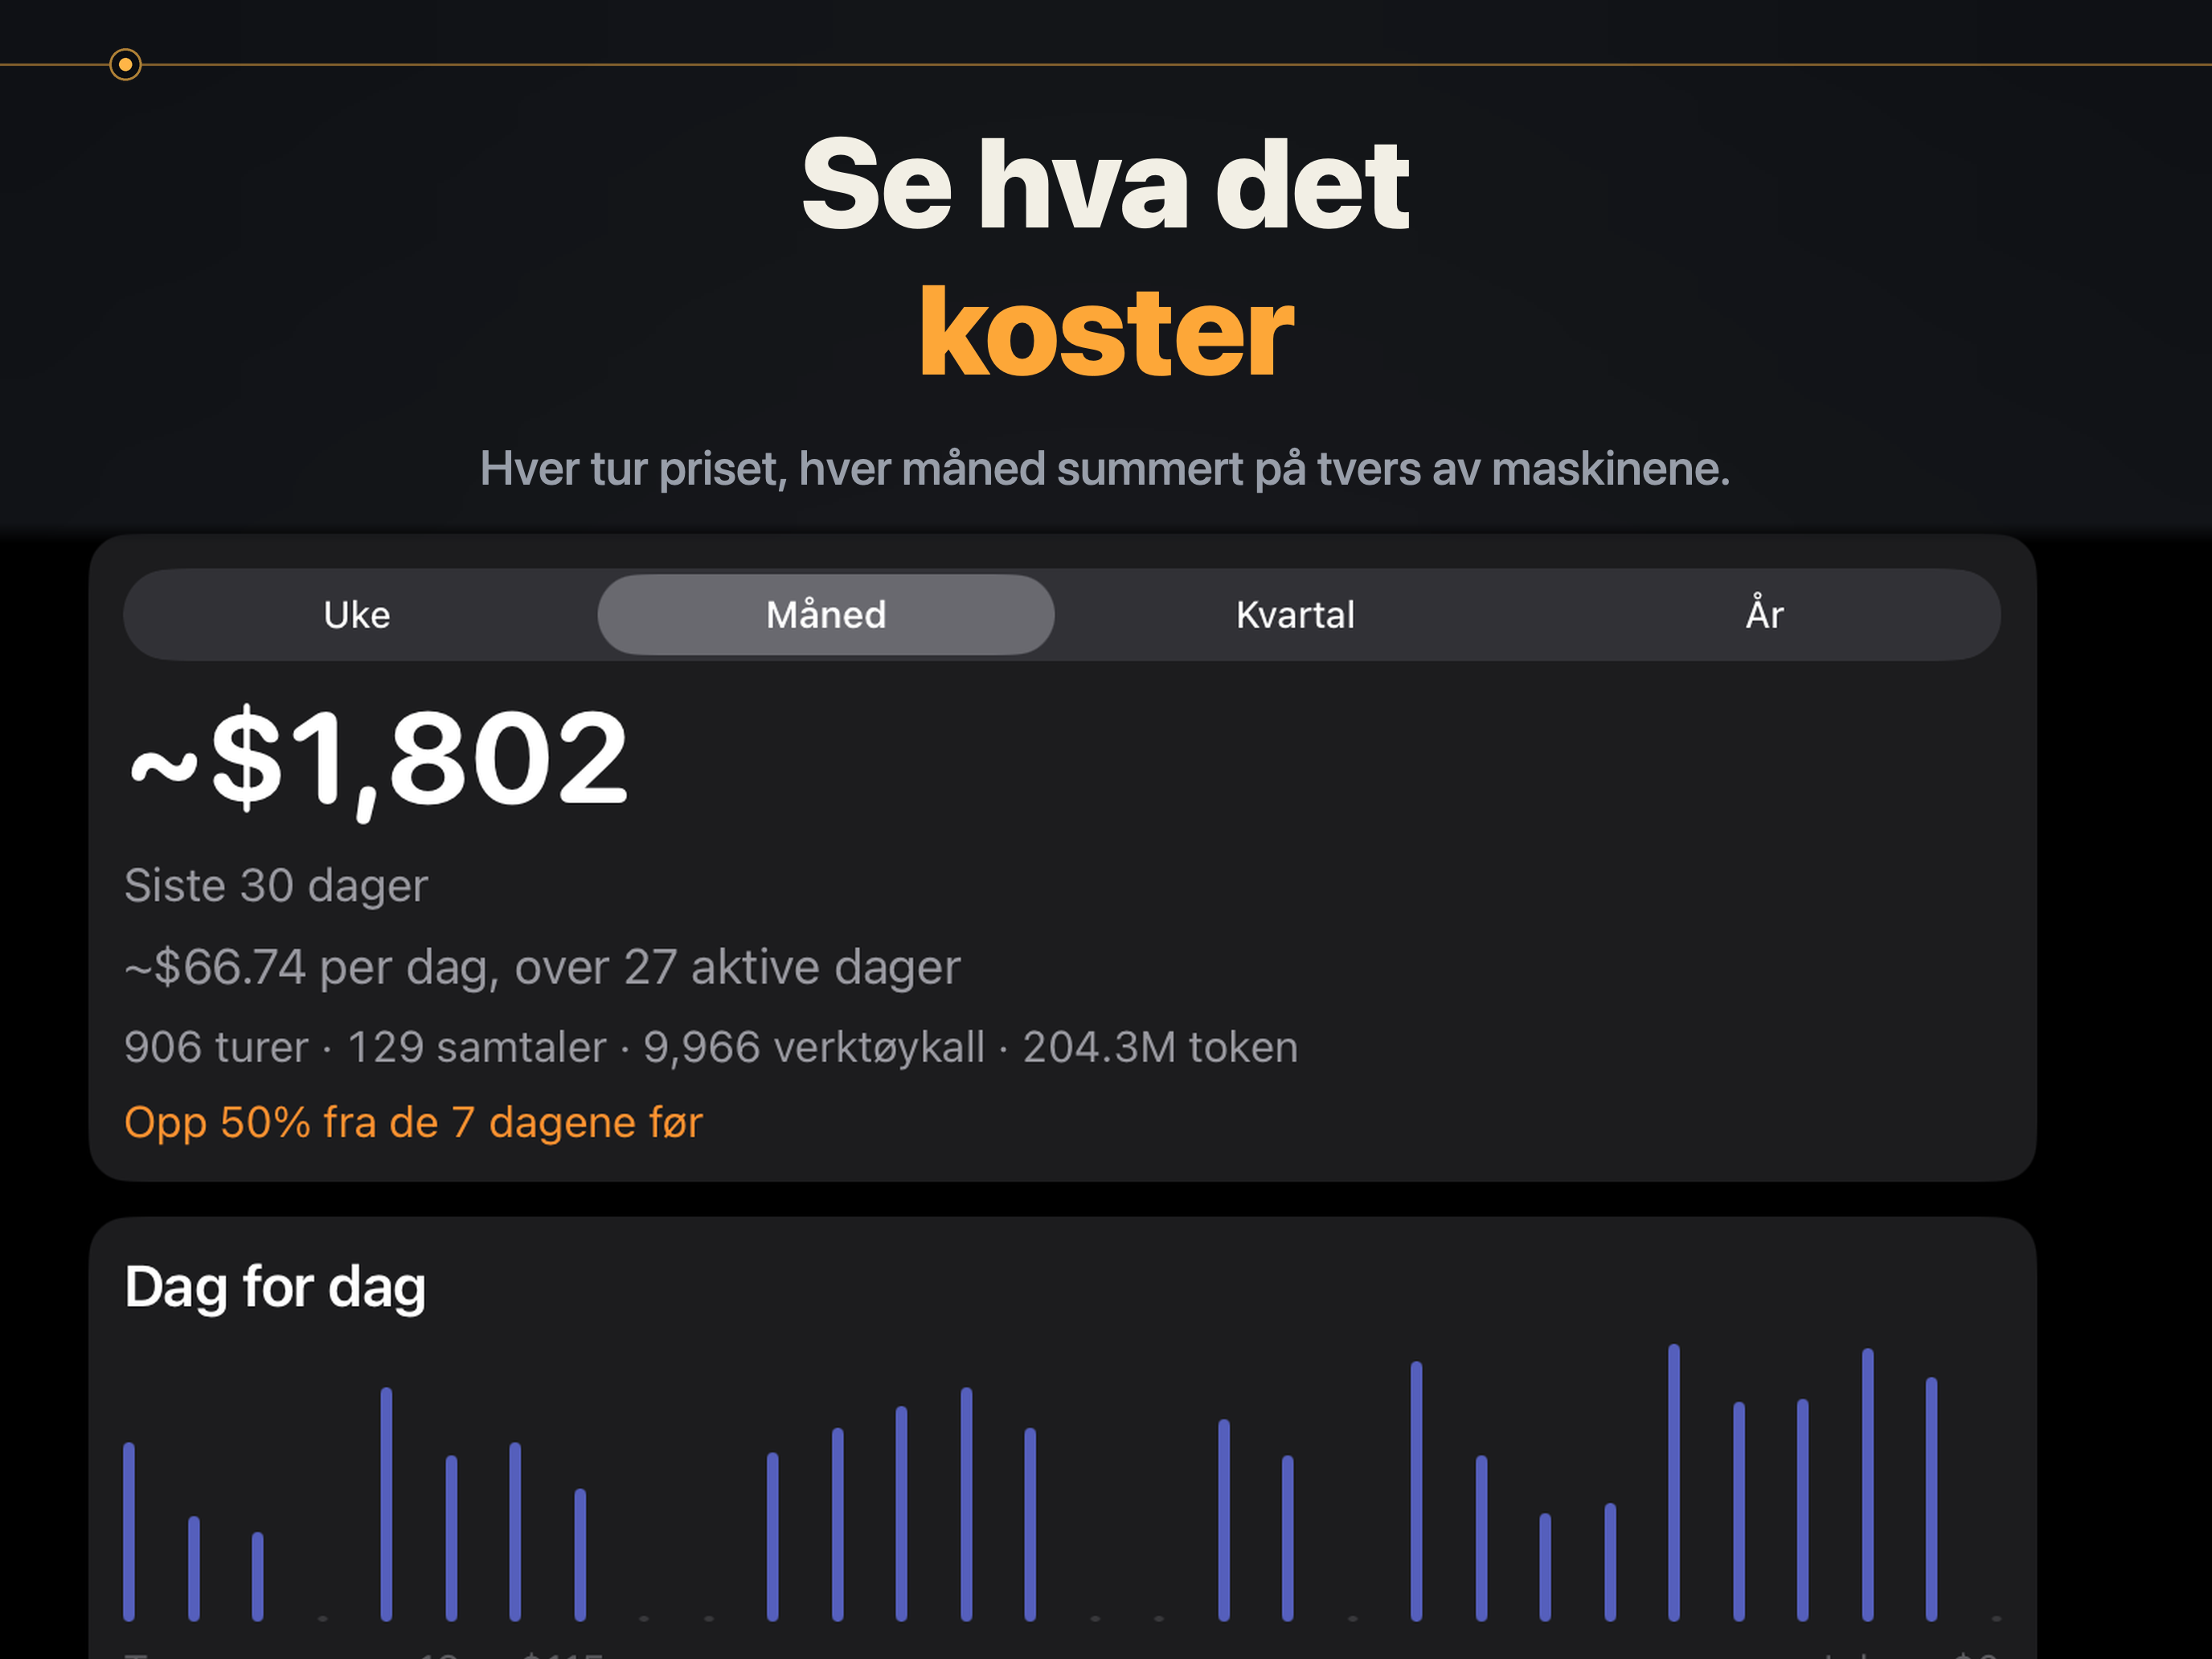 Se hva det
koster
Hver tur priset, hver måned summert på tvers av maskinene.
Uke Måned Kvartal År
~$1,802
Siste 30 dager
~$66.74 per dag, over 27 aktive dager
906 turer · 129 samtaler · 9,966 verktøykall · 204.3M token
Opp 50% fra de 7 dagene før
Dag for dag